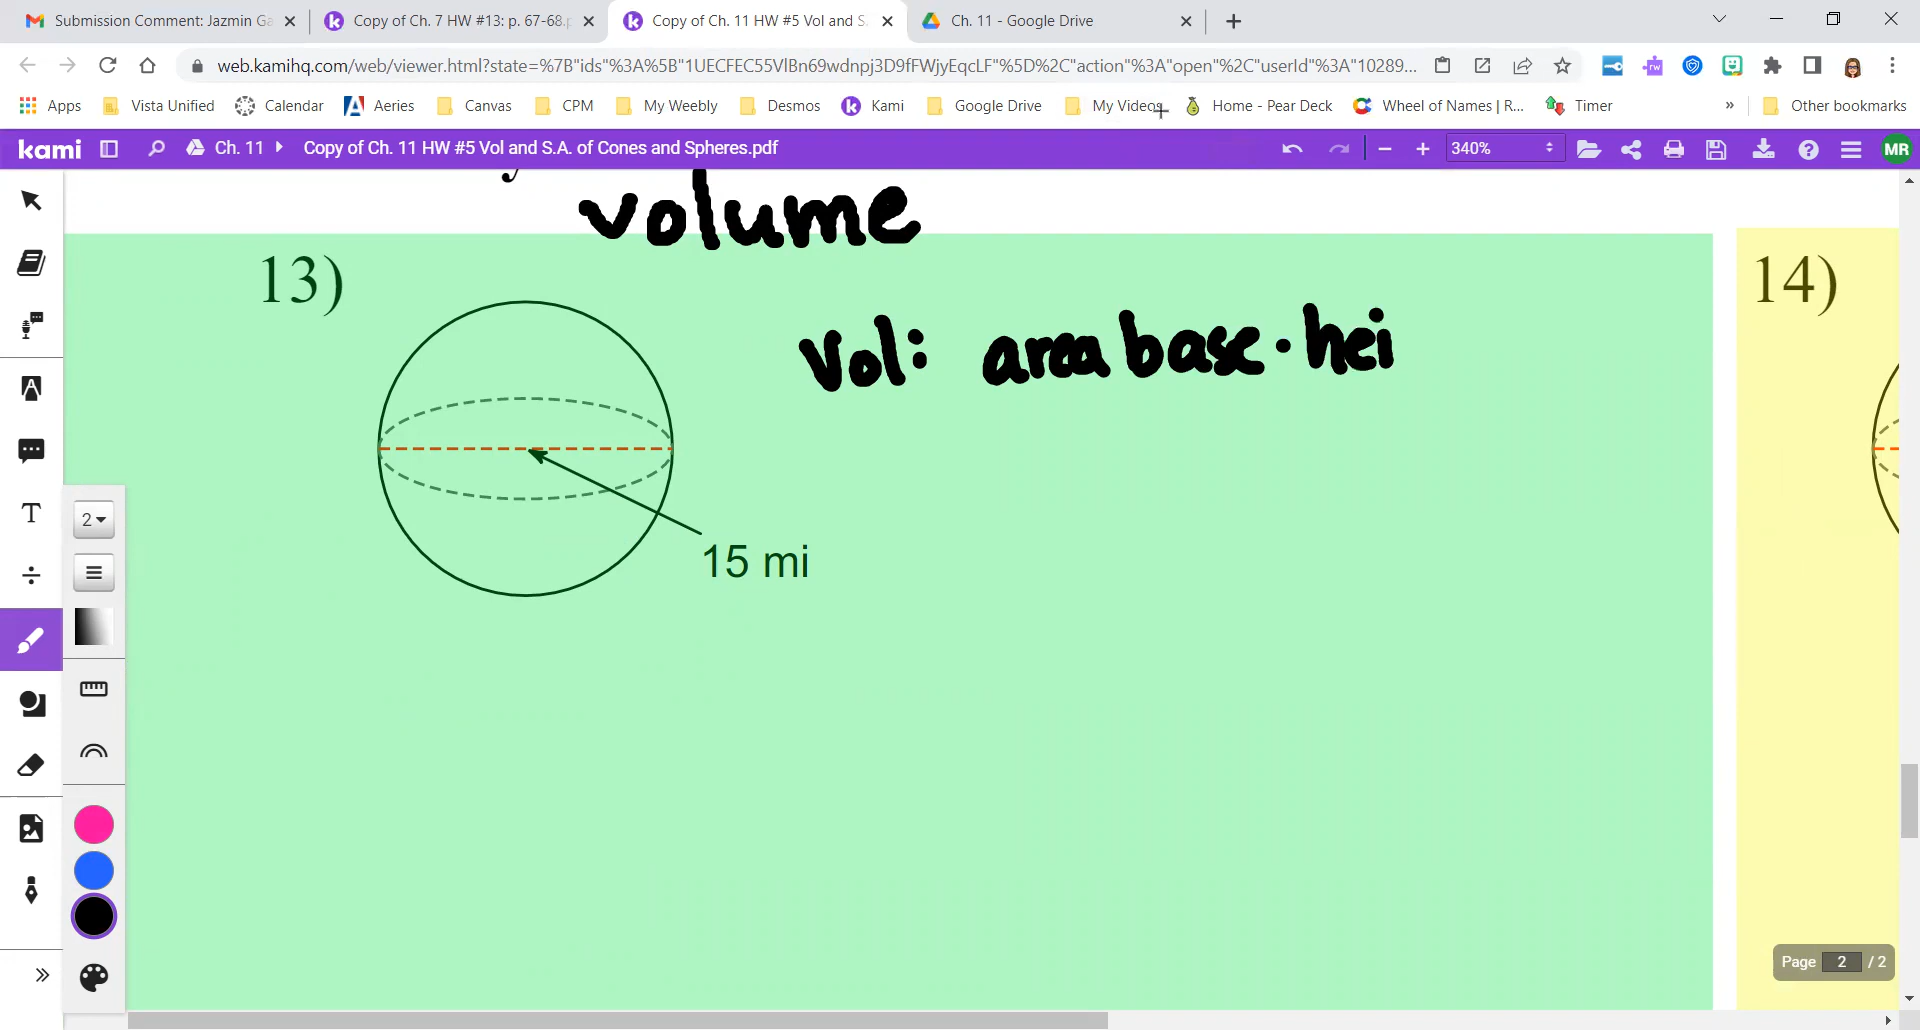 Submission Comment: Jazmin Ga
Copy of Ch. 7 HW #13: p. 67-68.p
Copy of Ch. 11 HW #5 Vol and S.
Ch. 11 - Google Drive
web.kamihq.com/web/viewer.html?state=%7B"ids"%3A%5B"1UECFEC55VlBn69wdnpj3D9fFWjyEqcLF"%5D%2C"action"%3A"open"%2C"userId"%3A"10289...
Apps Vista Unified Calendar Aeries Canvas CPM My Weebly Desmos Kami Google Drive My Videos Home - Pear Deck Wheel of Names | R... Timer » Other bookmarks
kami Ch. 11 Copy of Ch. 11 HW #5 Vol and S.A. of Cones and Spheres.pdf 340% MR
volume
13)
14)
Vol: area base · hei
15 mi
2
Page 2 / 2